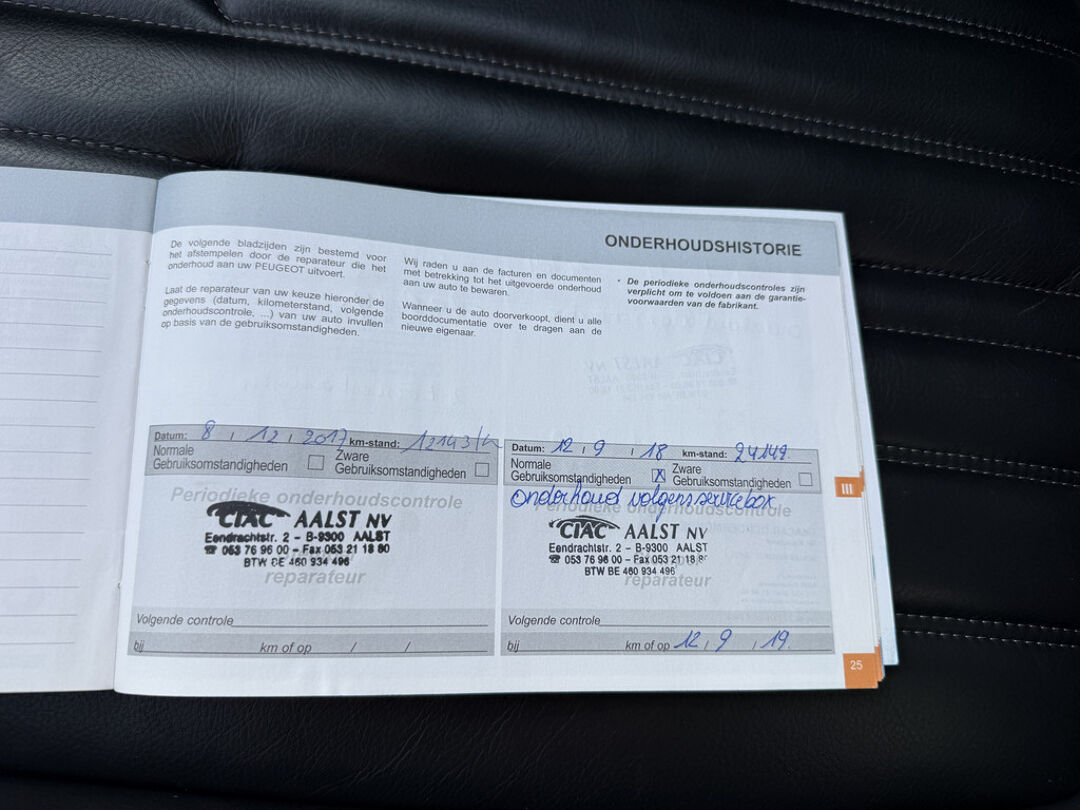 ONDERHOUDSHISTORIE
De volgende bladzijden zijn bestemd voor
het afstempelen door de reparateur die het
onderhoud aan uw PEUGEOT uitvoert.
Laat de reparateur van uw keuze hieronder de
gegevens (datum, kilometerstand, volgende
onderhoudscontrole, ...) van uw auto invullen
op basis van de gebruiksomstandigheden.
Wij raden u aan de facturen en documenten
met betrekking tot het uitgevoerde onderhoud
aan uw auto te bewaren.
Wanneer u de auto doorverkoopt, dient u alle
boorddocumentatie over te dragen aan de
nieuwe eigenaar.
* De periodieke onderhoudscontroles zijn
verplicht om te voldoen aan de garantie-
voorwaarden van de fabrikant.
Datum: 8 / 12 / 2017 km-stand: 12143
Normale
Gebruiksomstandigheden
Zware
Gebruiksomstandigheden
Periodieke onderhoudscontrole
CIAC AALST NV
Eendrachtstr. 2 - B-9300 AALST
☎ 053 76 96 00 - Fax 053 21 18 80
BTW BE 460 934 496
reparateur
Volgende controle
bij km of op / /
Datum: 12 / 9 / 18 km-stand: 24149
Normale
Gebruiksomstandigheden X
Zware
Gebruiksomstandigheden
onderhoud volgens servicebox
Periodieke onderhoudscontrole
CIAC AALST NV
Eendrachtstr. 2 - B-9300 AALST
☎ 053 76 96 00 - Fax 053 21 18 80
BTW BE 460 934 496
reparateur
Volgende controle
bij km of op 12 / 9 / 19
III
25